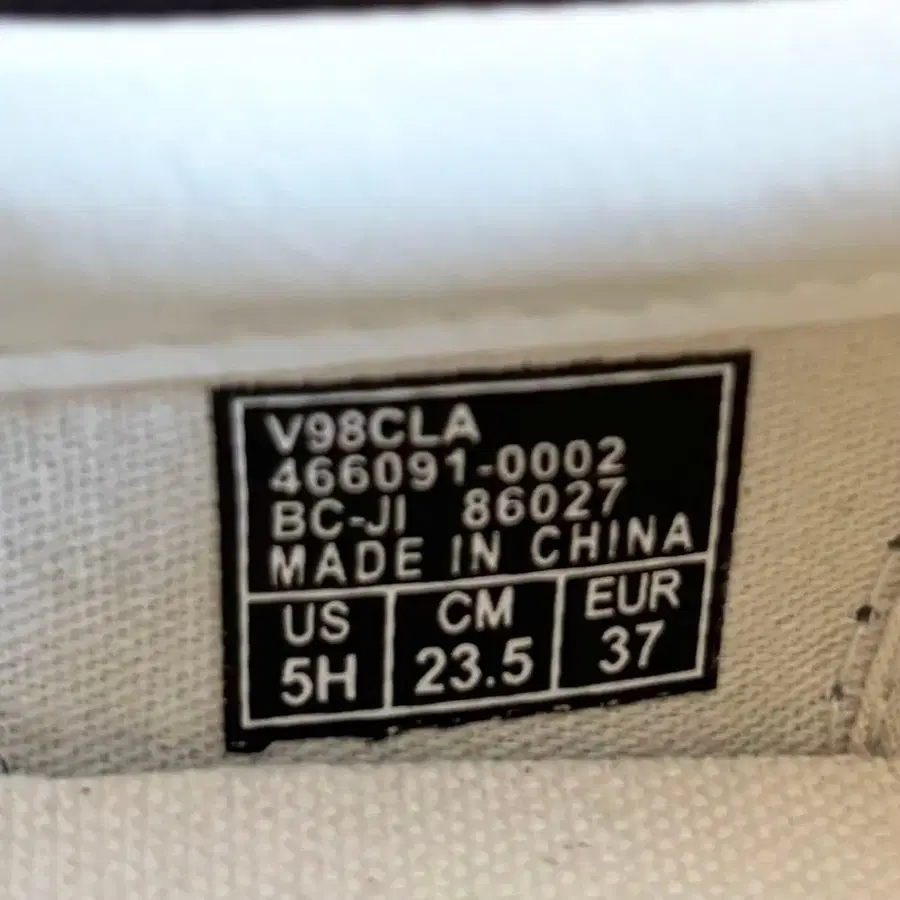 V98CLA
466091-0002
BC-JI 86027
MADE IN CHINA
US CM EUR
5H 23.5 37